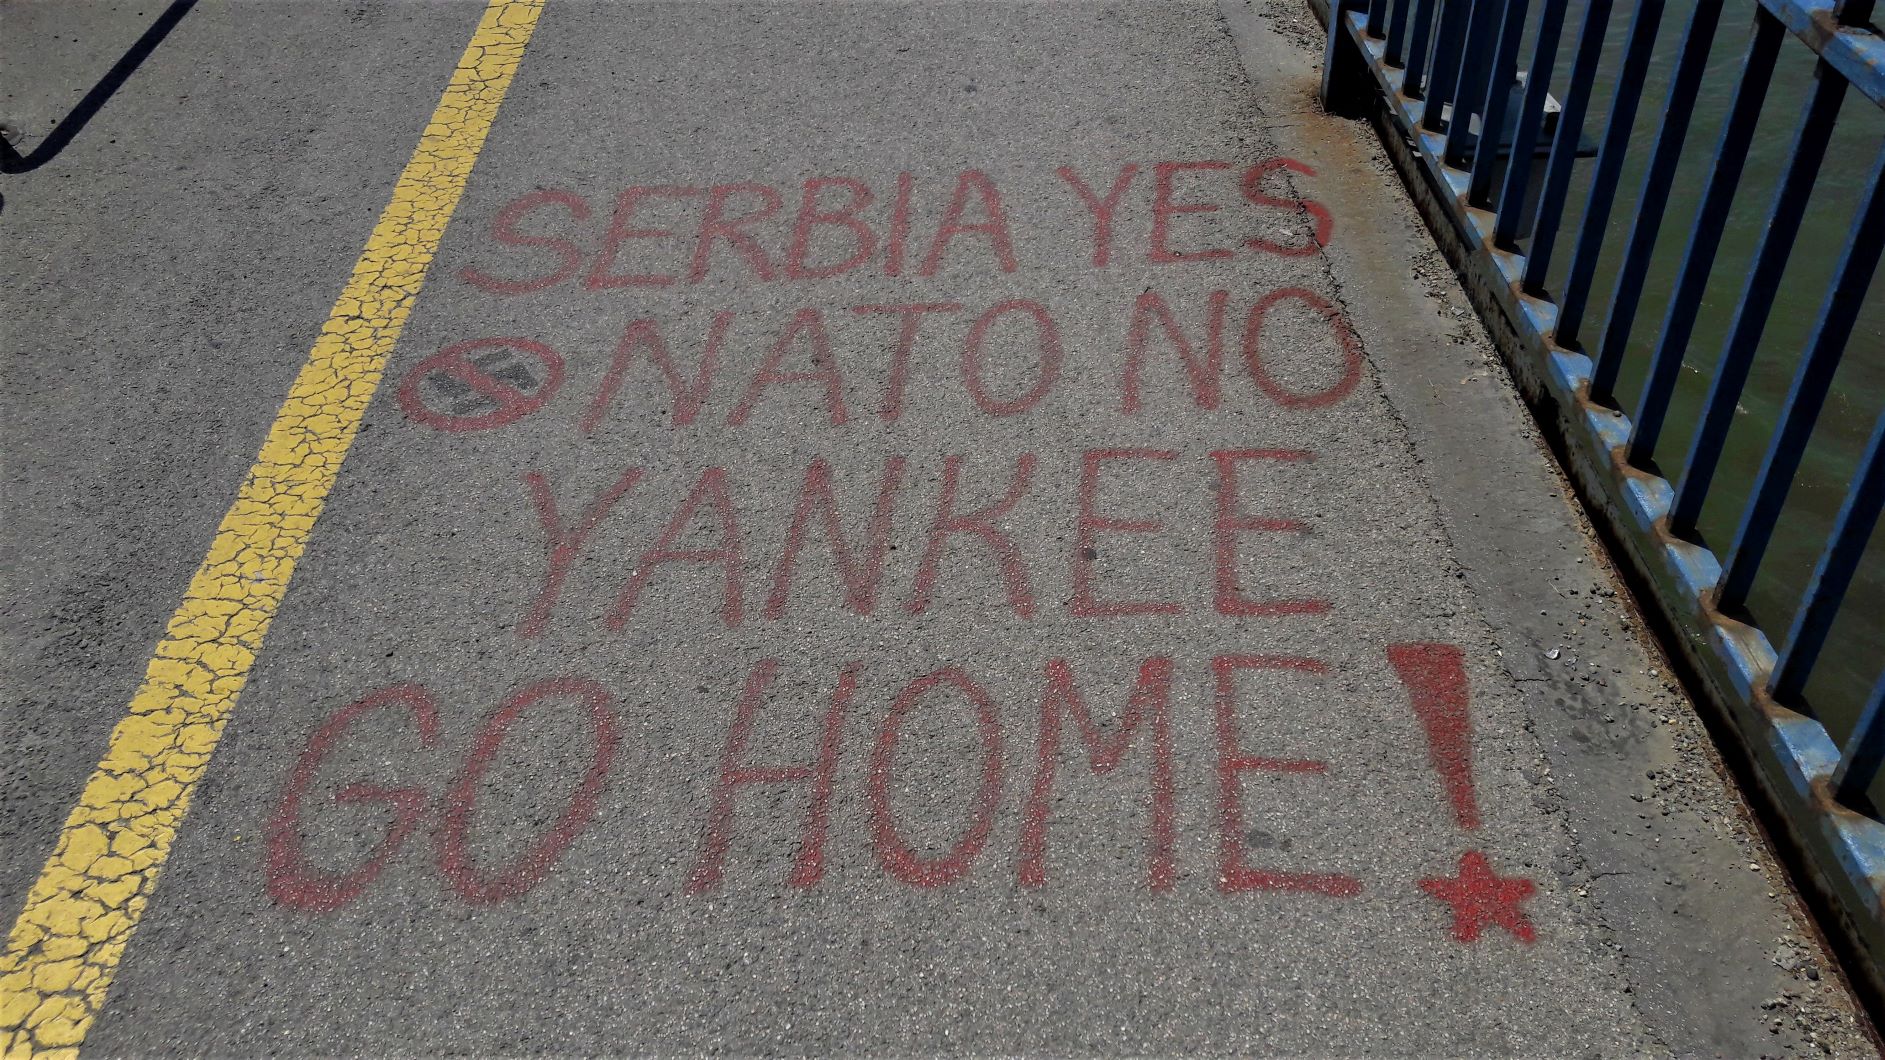 SERBIA YES
NATO NO
YANKEE
GO HOME!